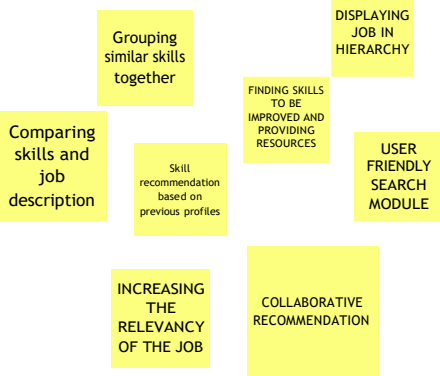 DISPLAYING
JOB IN
HIERARCHY
Grouping
similar skills
together
FINDING SKILLS
TO BE
IMPROVED AND
PROVIDING
RESOURCES
Comparing
skills and
job
description
Skill
recommendation
based on
previous profiles
USER
FRIENDLY
SEARCH
MODULE
INCREASING
THE
RELEVANCY
OF THE JOB
COLLABORATIVE
RECOMMENDATION